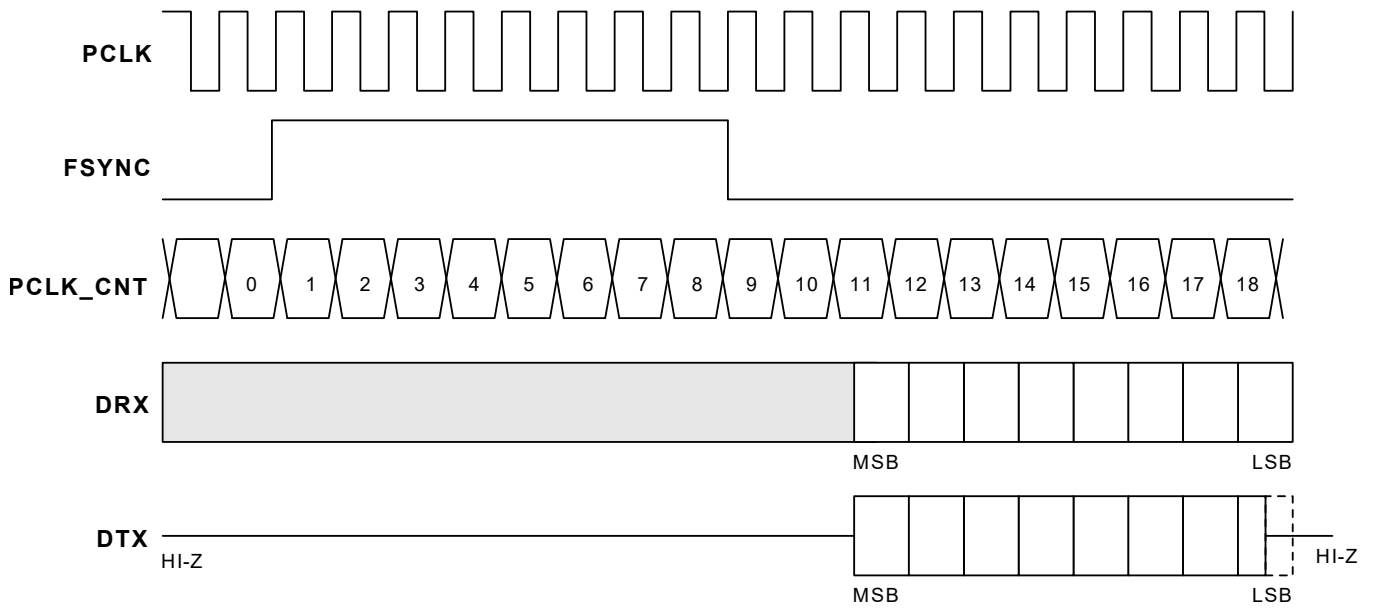 PCLK
FSYNC
PCLK_CNT 0 1 2 3 4 5 6 7 8 9 10 11 12 13 14 15 16 17 18
DRX
MSB LSB
DTX
HI-Z HI-Z
MSB LSB